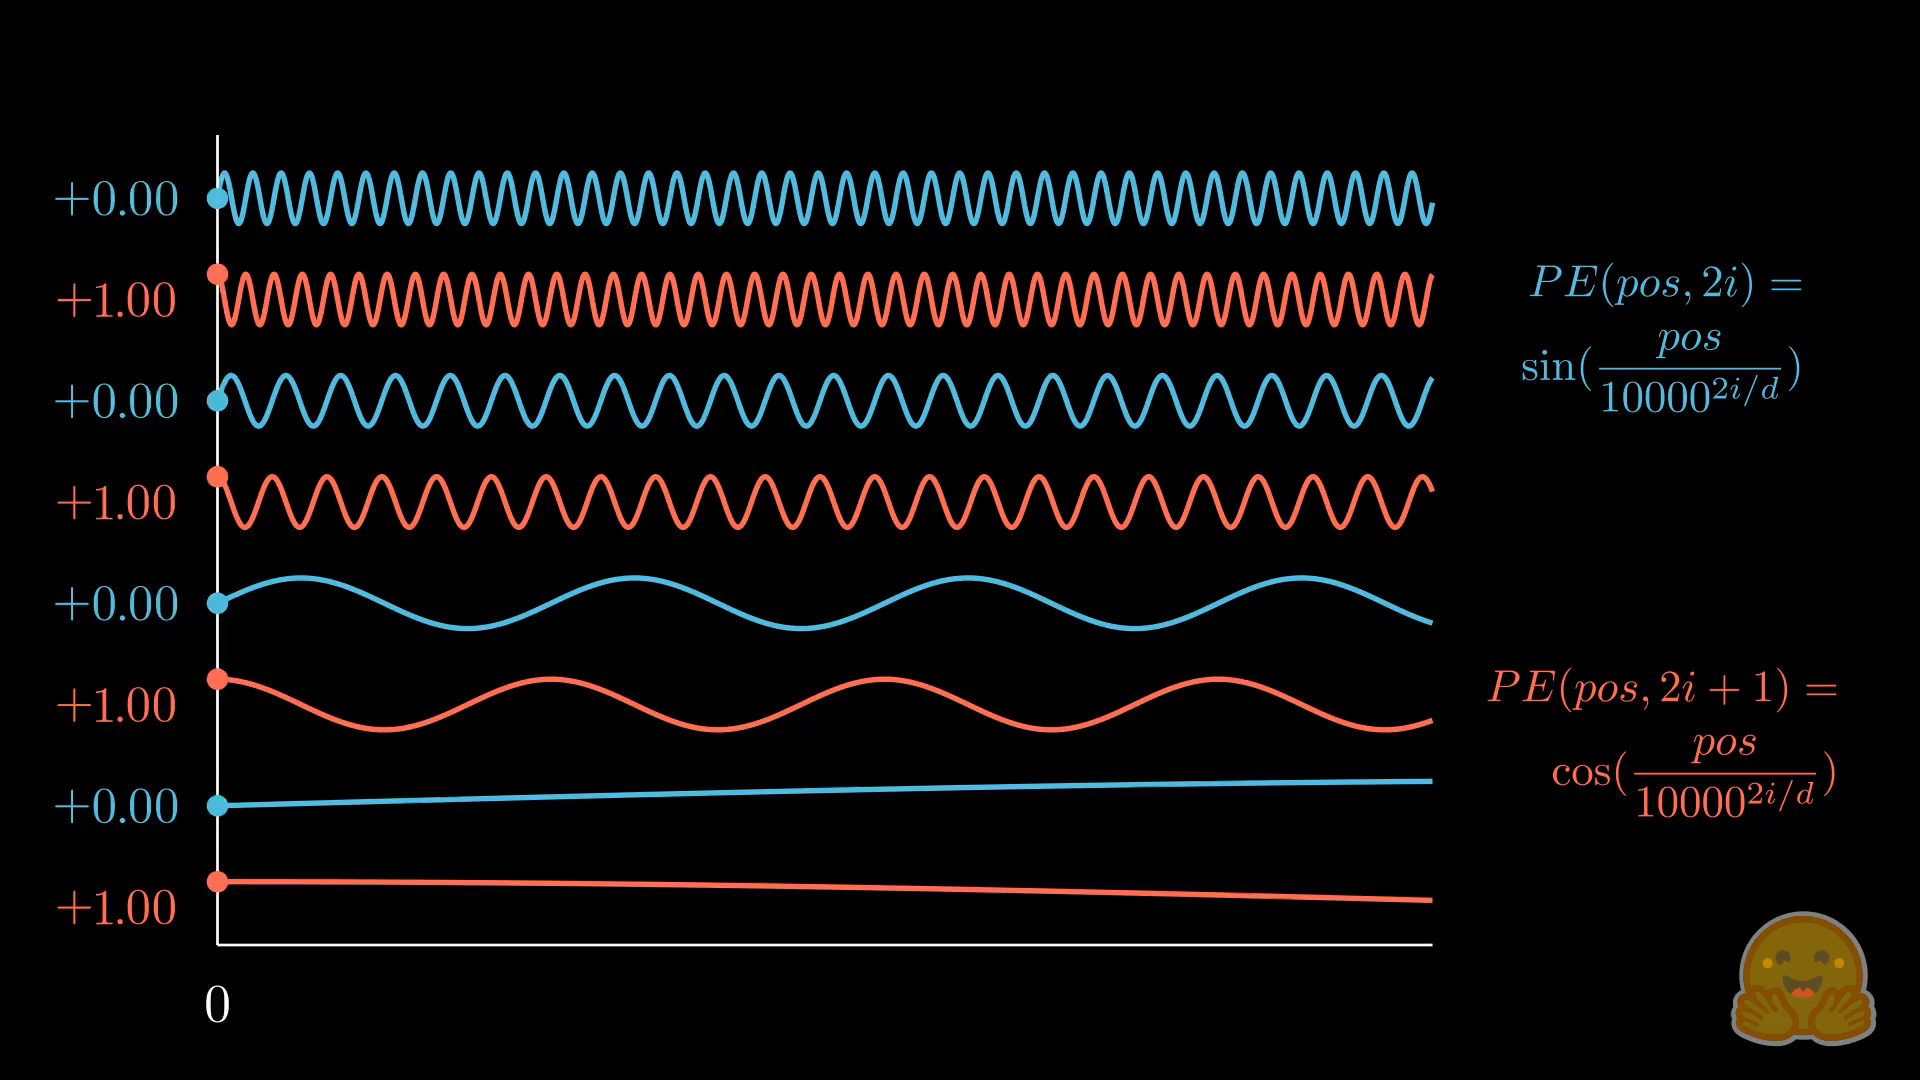 +0.00
+1.00
+0.00
+1.00
+0.00
+1.00
+0.00
+1.00
0
PE(pos, 2i) =
sin(pos/10000^{2i/d})
PE(pos, 2i + 1) =
cos(pos/10000^{2i/d})